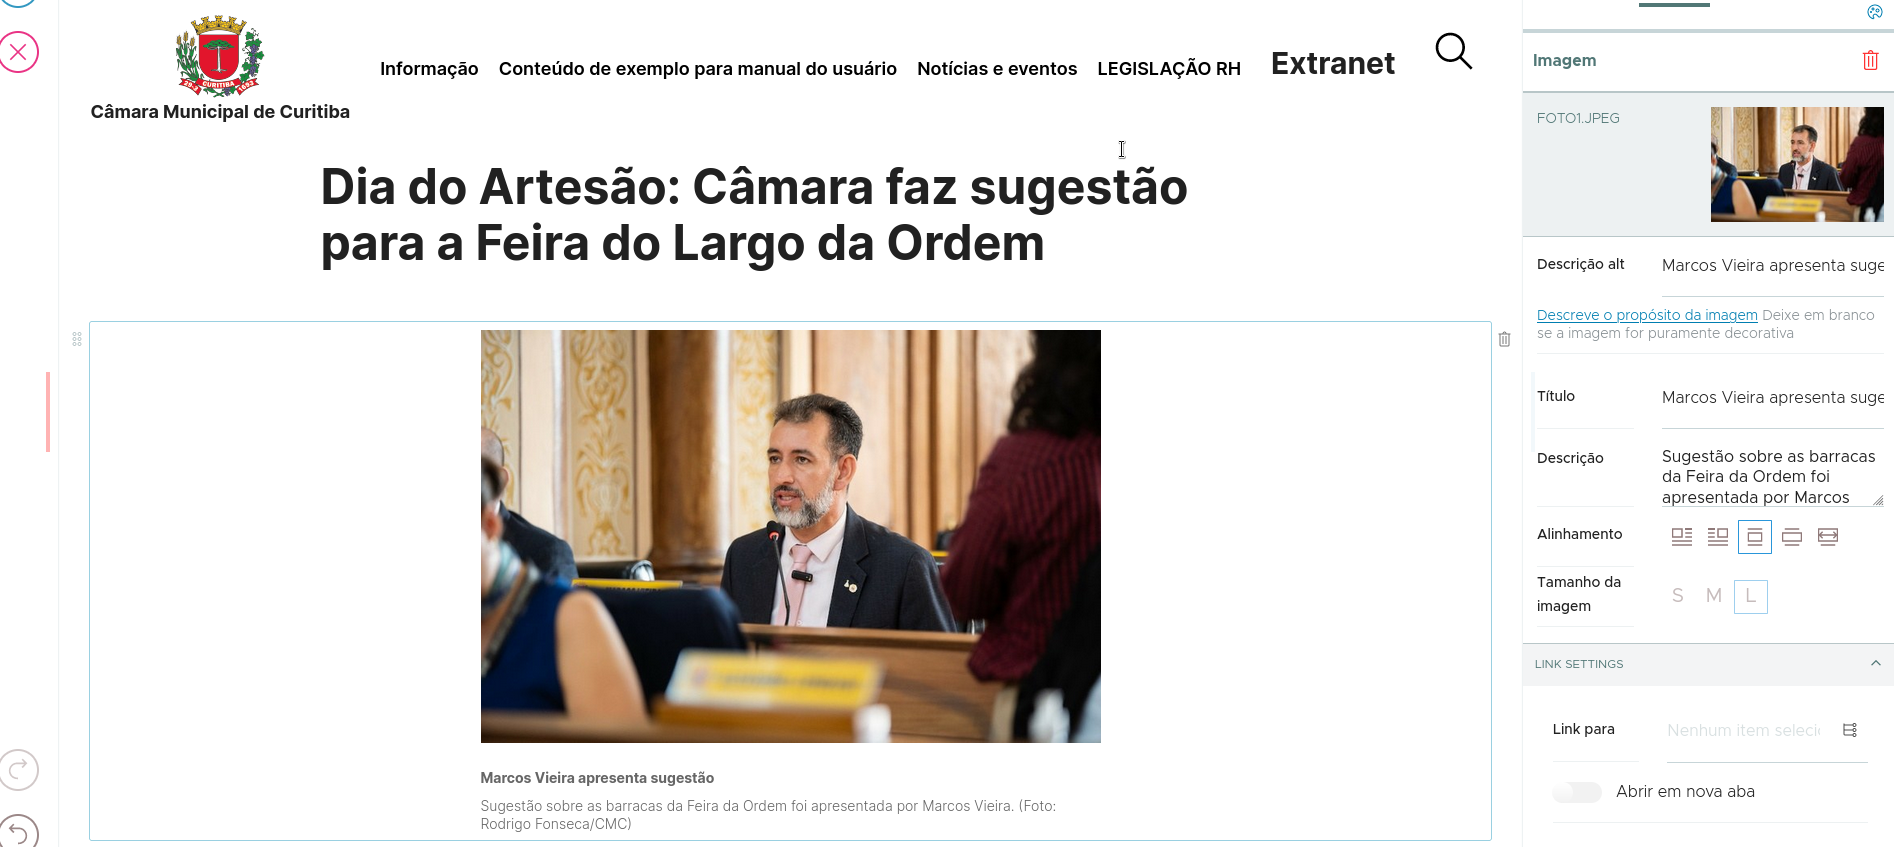 Câmara Municipal de Curitiba
Informação
Conteúdo de exemplo para manual do usuário
Notícias e eventos
LEGISLAÇÃO RH
Extranet
Dia do Artesão: Câmara faz sugestão
para a Feira do Largo da Ordem
Marcos Vieira apresenta sugestão
Sugestão sobre as barracas da Feira da Ordem foi apresentada por Marcos Vieira. (Foto:
Rodrigo Fonseca/CMC)
Imagem
FOTO1.JPEG
Descrição alt
Marcos Vieira apresenta suge
Descreve o propósito da imagem Deixe em branco
se a imagem for puramente decorativa
Título
Marcos Vieira apresenta suge
Descrição
Sugestão sobre as barracas
da Feira da Ordem foi
apresentada por Marcos
Alinhamento
Tamanho da
imagem
S M L
LINK SETTINGS
Link para
Nenhum item seleci
Abrir em nova aba